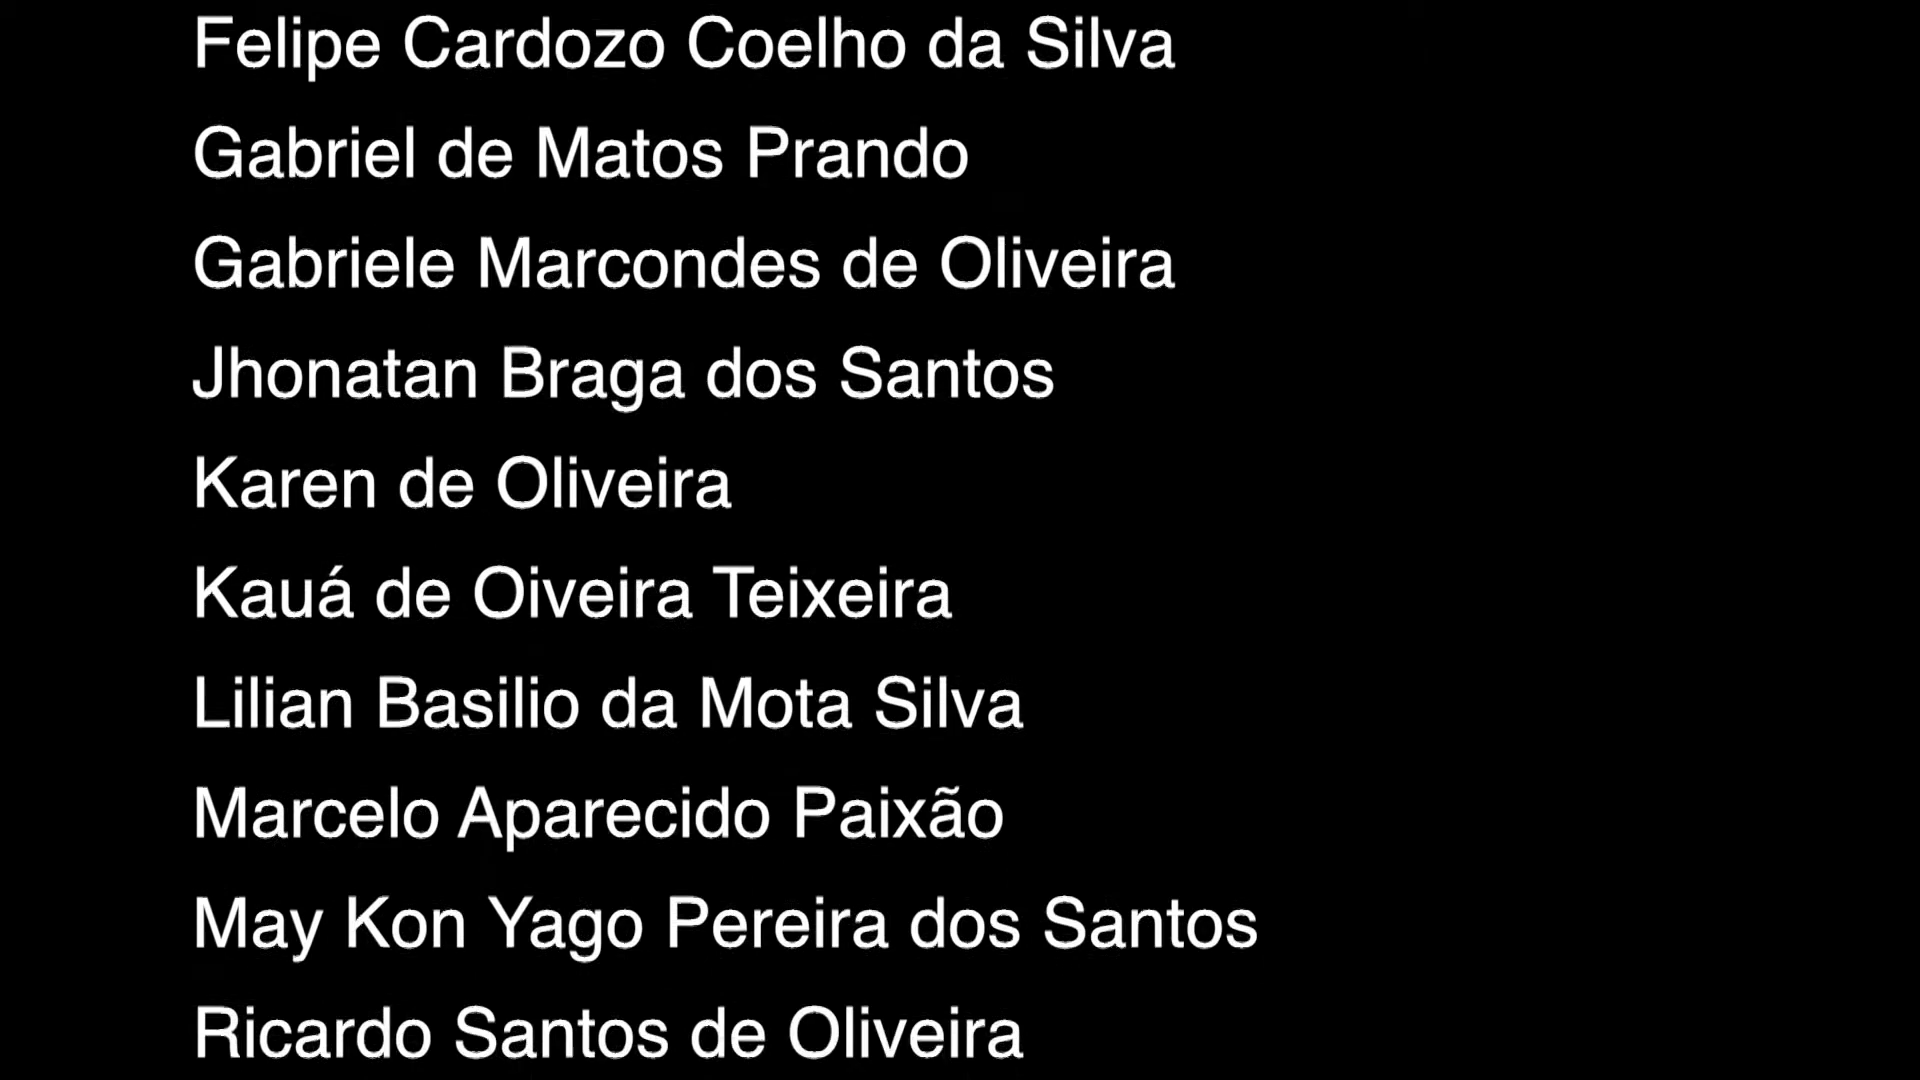 Felipe Cardozo Coelho da Silva
Gabriel de Matos Prando
Gabriele Marcondes de Oliveira
Jhonatan Braga dos Santos
Karen de Oliveira
Kauá de Oiveira Teixeira
Lilian Basilio da Mota Silva
Marcelo Aparecido Paixão
May Kon Yago Pereira dos Santos
Ricardo Santos de Oliveira